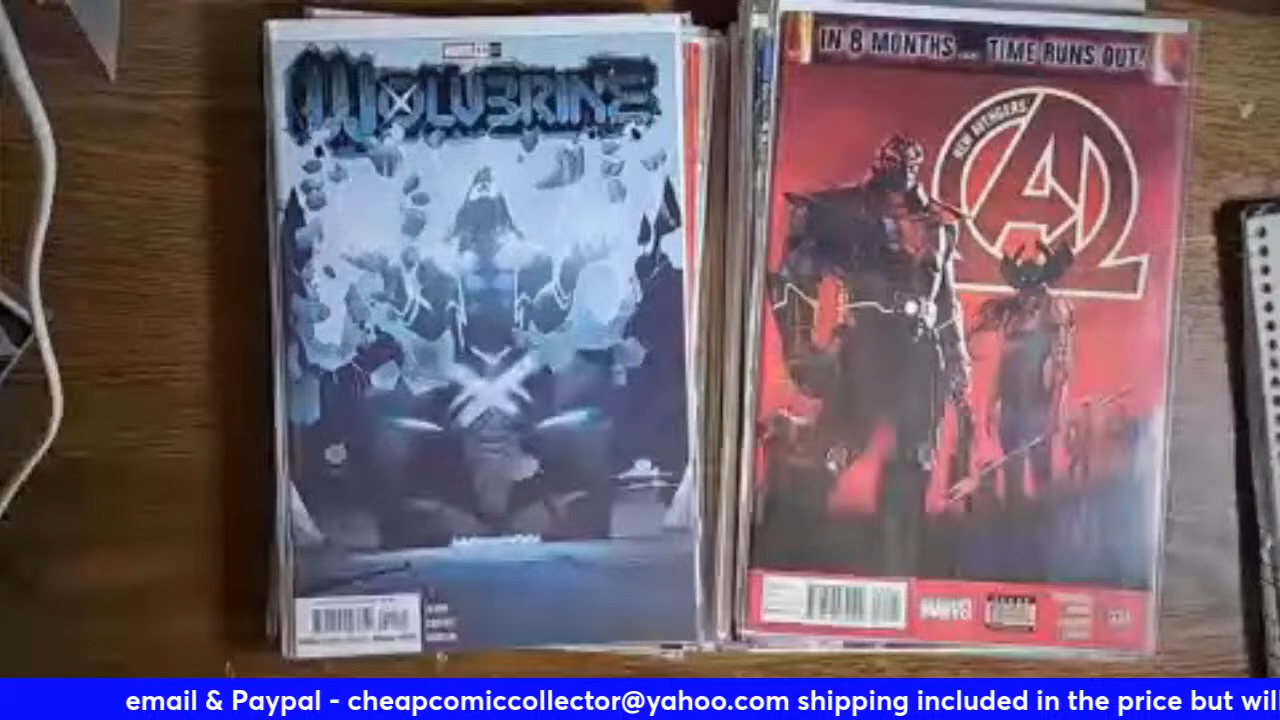 WOLVERINE
IN 8 MONTHS... TIME RUNS OUT!
NEW AVENGERS
A
MARVEL
email & Paypal - cheapcomiccollector@yahoo.com shipping included in the price but will